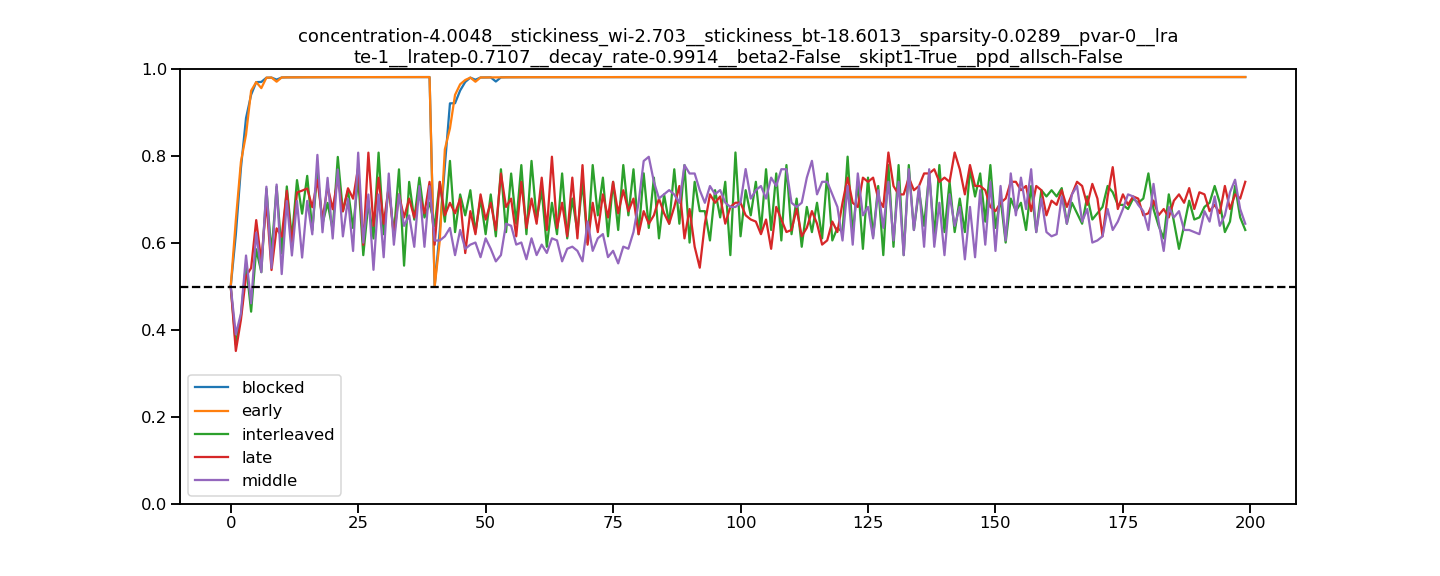 concentration-4.0048__stickiness_wi-2.703__stickiness_bt-18.6013__sparsity-0.0289__pvar-0__lra
te-1__lratep-0.7107__decay_rate-0.9914__beta2-False__skipt1-True__ppd_allsch-False
1.0
0.8
0.6
0.4
0.2
0.0
blocked
early
interleaved
late
middle
0 25 50 75 100 125 150 175 200